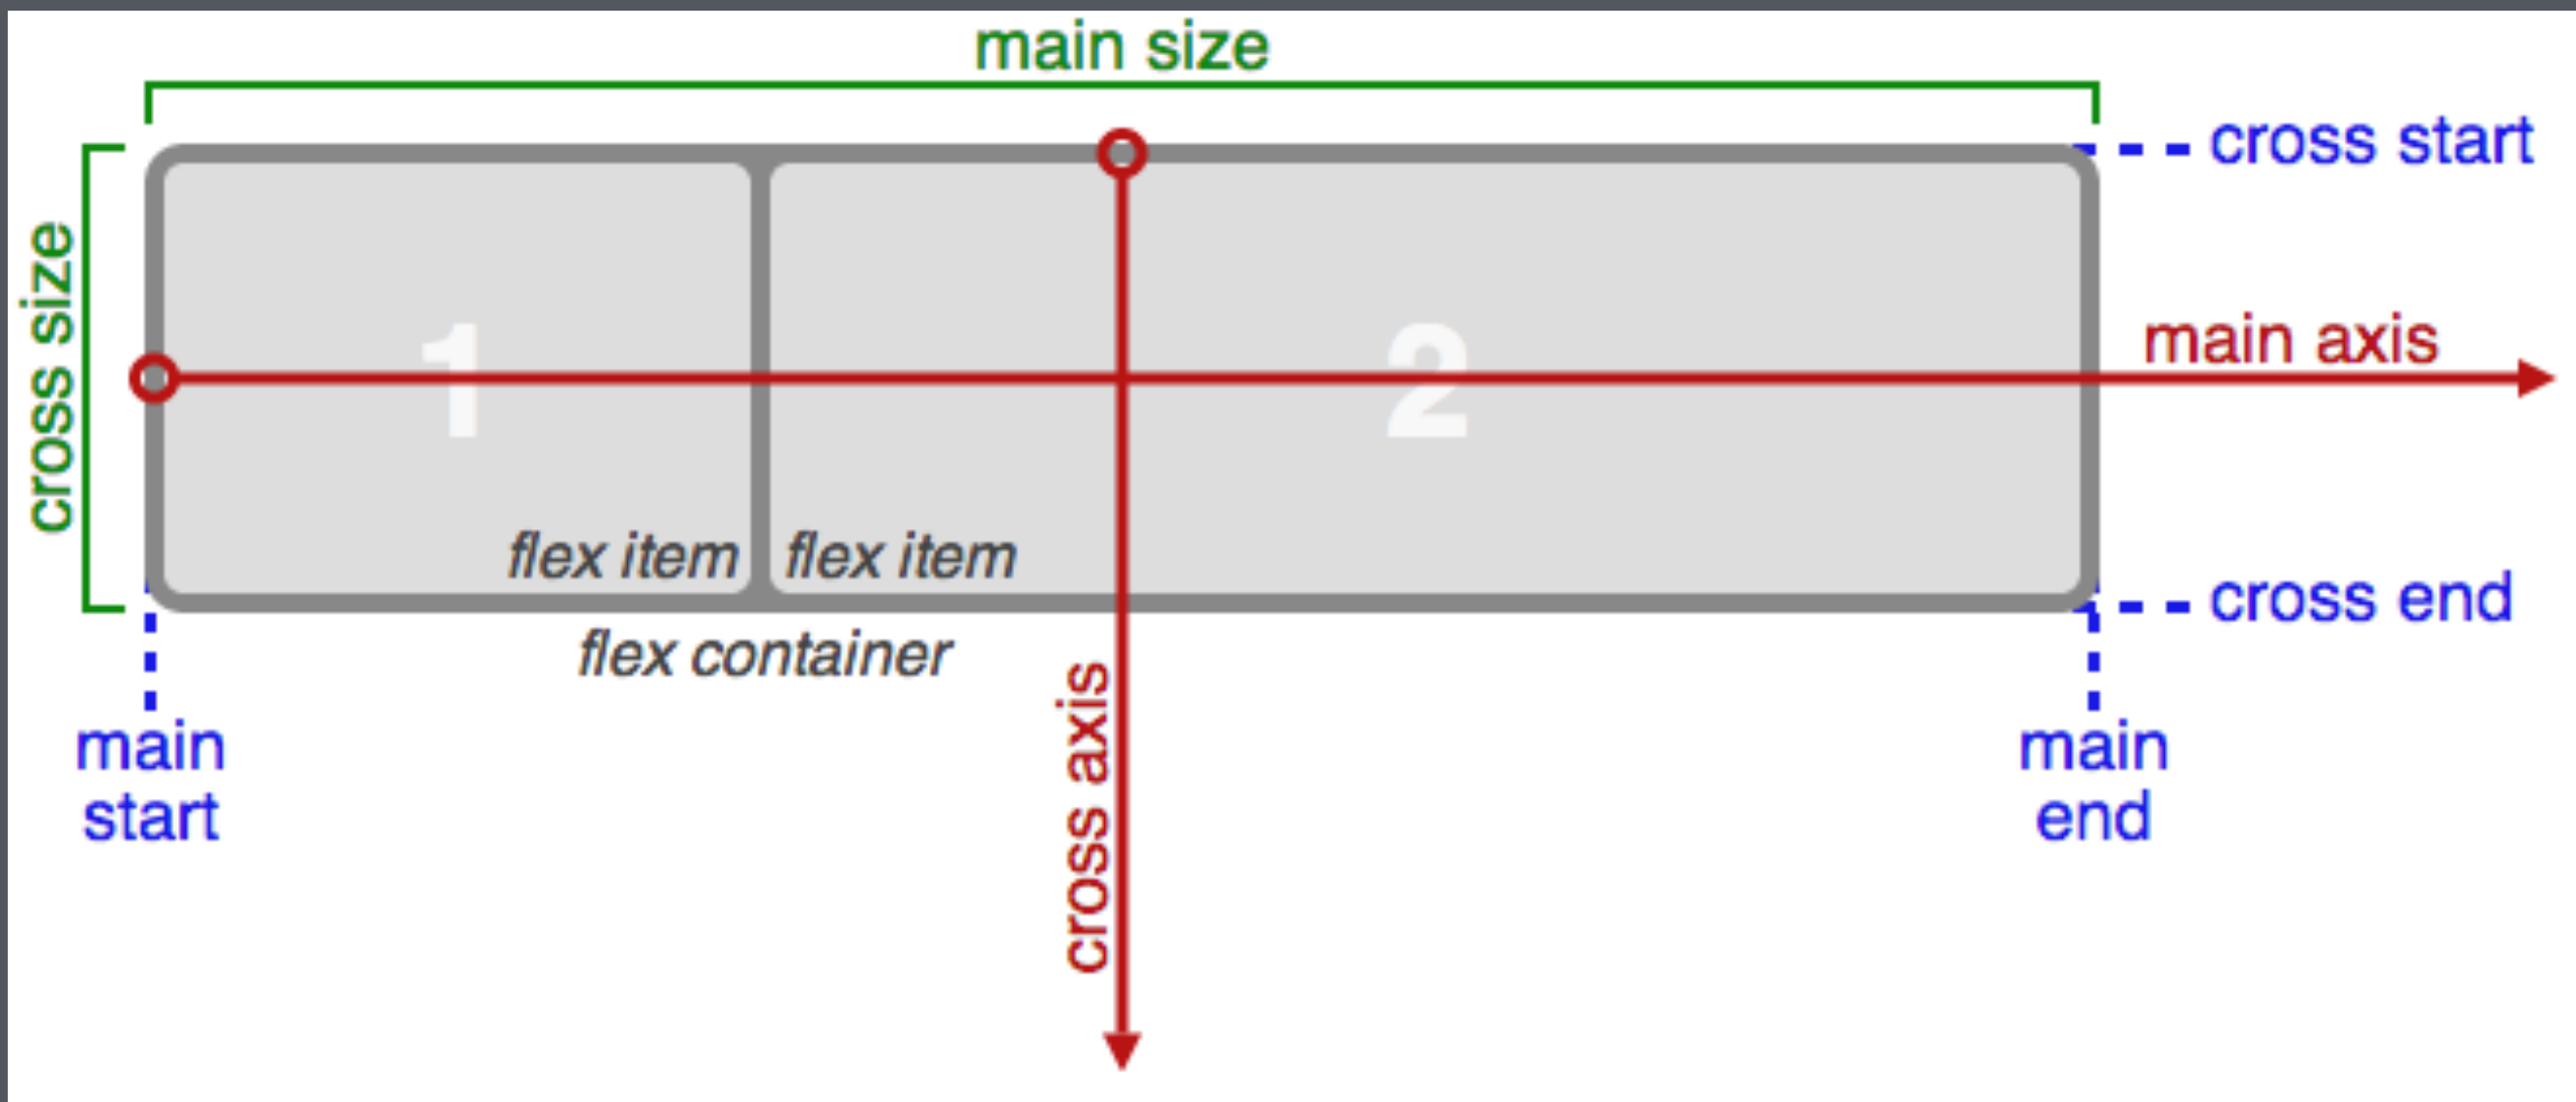 main size
cross start
cross size
1
2
main axis
flex item
flex item
cross end
flex container
cross axis
main
start
main
end